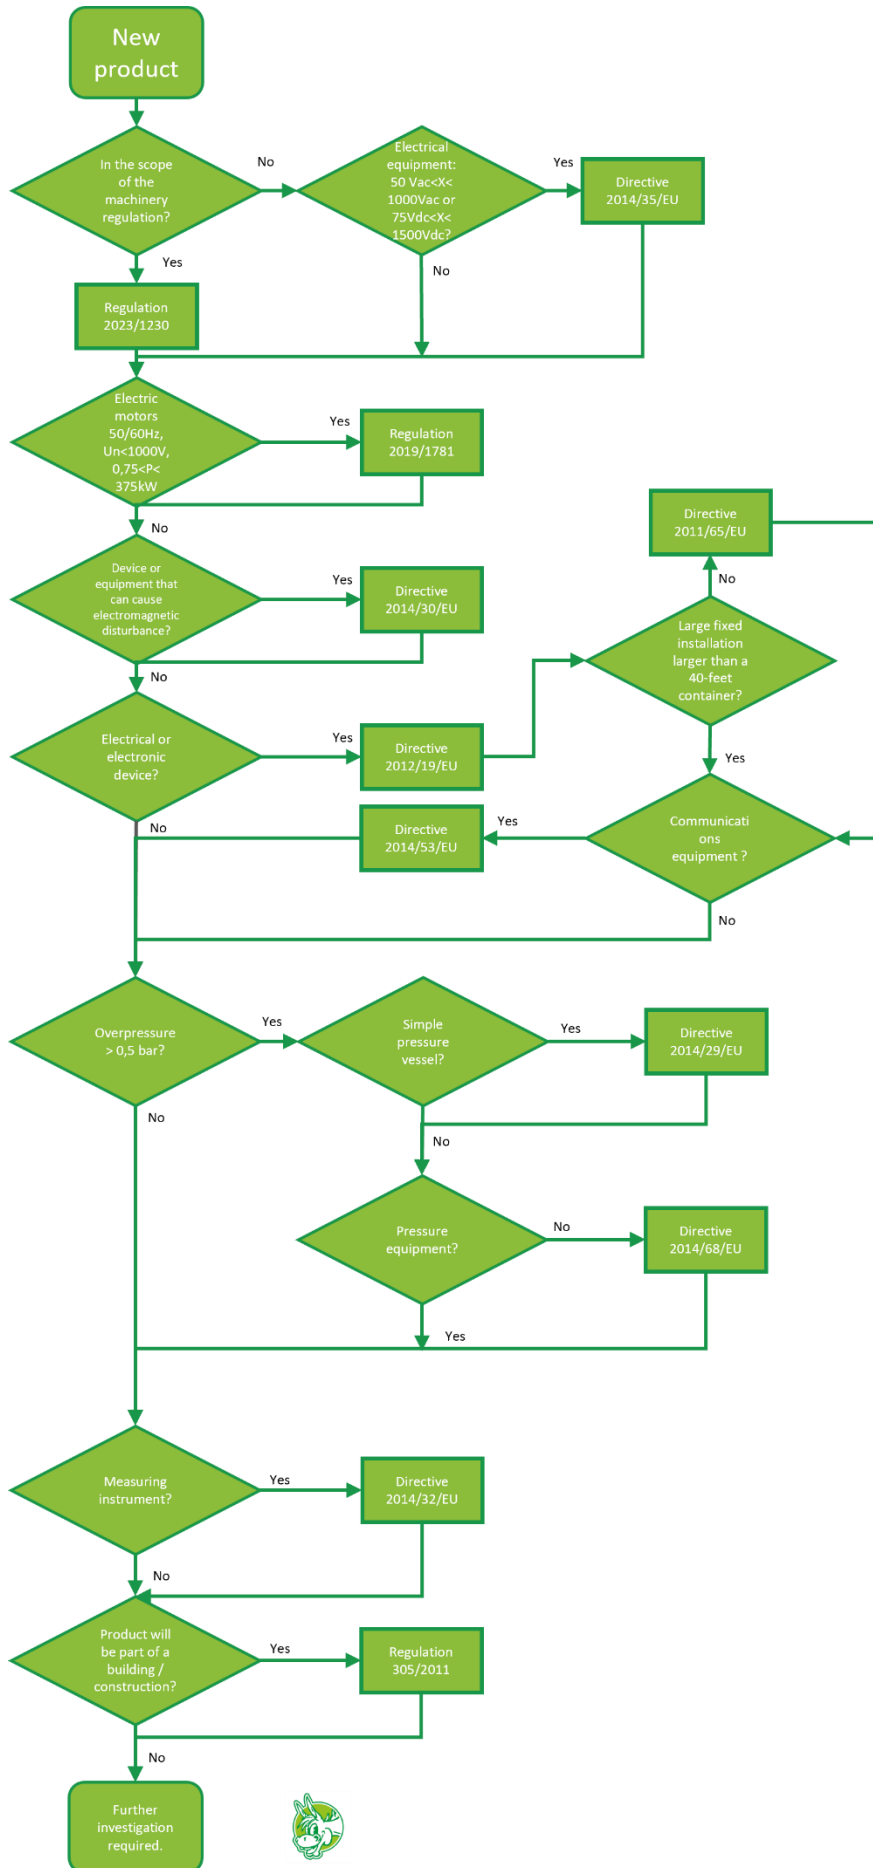 New
product
In the scope
of the
machinery
regulation?
No
Electrical
equipment:
50 Vac<X<
1000Vac or
75Vdc<X<
1500Vdc?
Yes
Directive
2014/35/EU
Yes
No
Regulation
2023/1230
Electric
motors
50/60Hz,
Un<1000V,
0,75<P<
375kW
Yes
Regulation
2019/1781
No
Directive
2011/65/EU
Device or
equipment that
can cause
electromagnetic
disturbance?
Yes
Directive
2014/30/EU
No
Large fixed
installation
larger than a
40-feet
container?
No
Electrical or
electronic
device?
Yes
Directive
2012/19/EU
Yes
No
Directive
2014/53/EU
Yes
Communicati
ons
equipment ?
No
Overpressure
> 0,5 bar?
Yes
Simple
pressure
vessel?
Yes
Directive
2014/29/EU
No
No
Pressure
equipment?
No
Directive
2014/68/EU
Yes
Measuring
instrument?
Yes
Directive
2014/32/EU
No
Product will
be part of a
building /
construction?
Yes
Regulation
305/2011
No
Further
investigation
required.